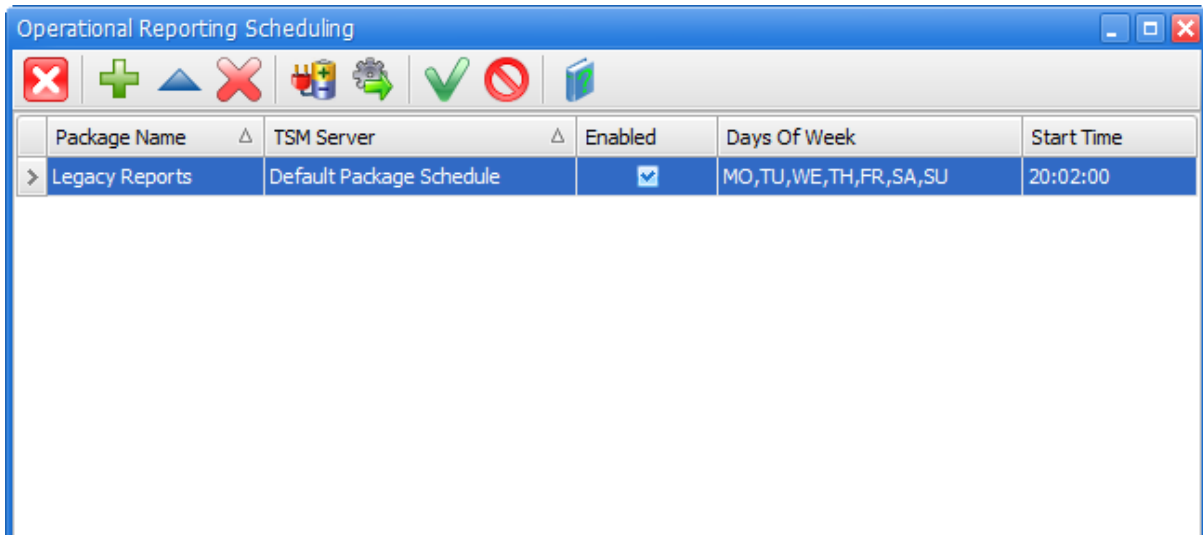 Operational Reporting Scheduling
Package Name TSM Server Enabled Days Of Week Start Time
Legacy Reports Default Package Schedule MO,TU,WE,TH,FR,SA,SU 20:02:00